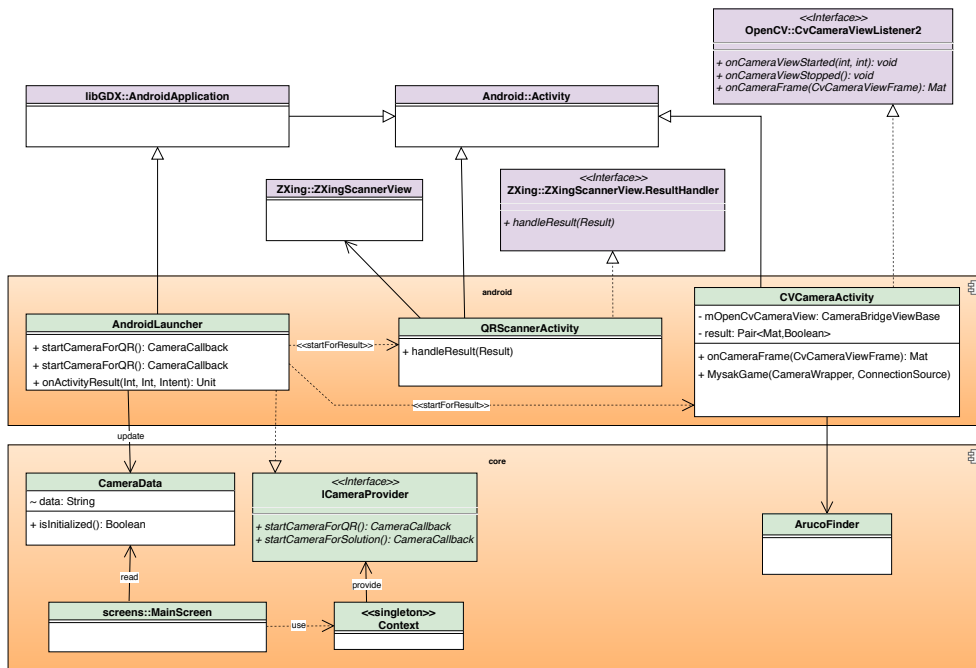 <<Interface>>
OpenCV::CvCameraViewListener2
+ onCameraViewStarted(int, int): void
+ onCameraViewStopped(): void
+ onCameraFrame(CvCameraViewFrame): Mat
libGDX::AndroidApplication
Android::Activity
ZXing::ZXingScannerView
<<Interface>>
ZXing::ZXingScannerView.ResultHandler
+ handleResult(Result)
android
AndroidLauncher
+ startCameraForQR(): CameraCallback
+ startCameraForQR(): CameraCallback
+ onActivityResult(Int, Int, Intent): Unit
<<startForResult>>
QRScannerActivity
+ handleResult(Result)
CVCameraActivity
- mOpenCvCameraView: CameraBridgeViewBase
- result: Pair<Mat,Boolean>
+ onCameraFrame(CvCameraViewFrame): Mat
+ MysakGame(CameraWrapper, ConnectionSource)
<<startForResult>>
update
core
CameraData
~ data: String
+ isInitialized(): Boolean
<<Interface>>
ICameraProvider
+ startCameraForQR(): CameraCallback
+ startCameraForSolution(): CameraCallback
ArucoFinder
read
provide
screens::MainScreen
use
<<singleton>>
Context